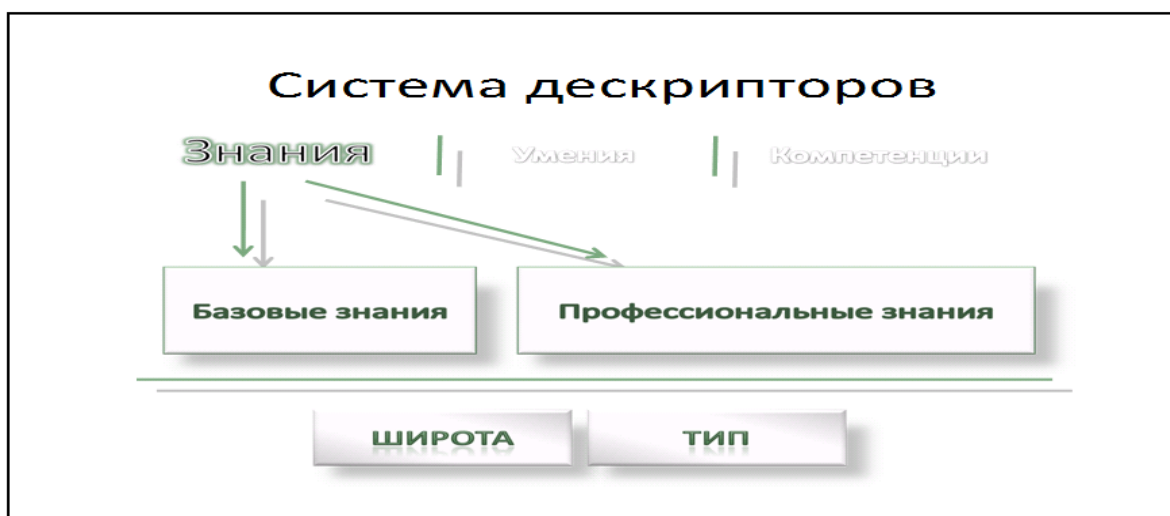 Система дескрипторов
Знания Умения Компетенции
Базовые знания Профессиональные знания
ШИРОТА ТИП